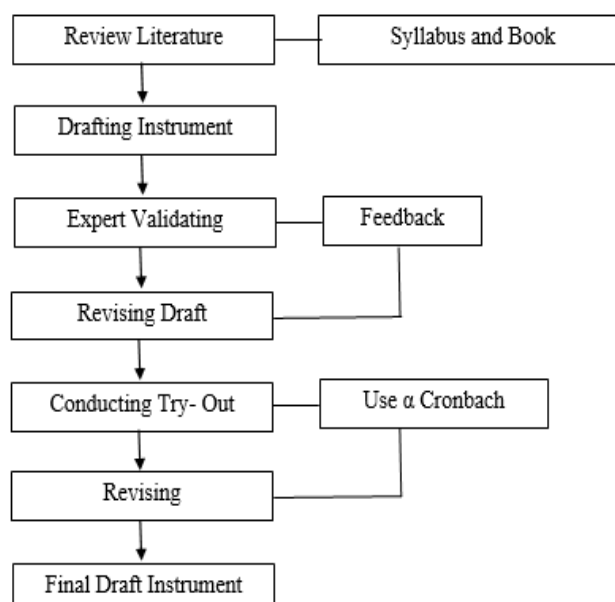 Review Literature
Syllabus and Book
Drafting Instrument
Expert Validating
Feedback
Revising Draft
Conducting Try- Out
Use α Cronbach
Revising
Final Draft Instrument